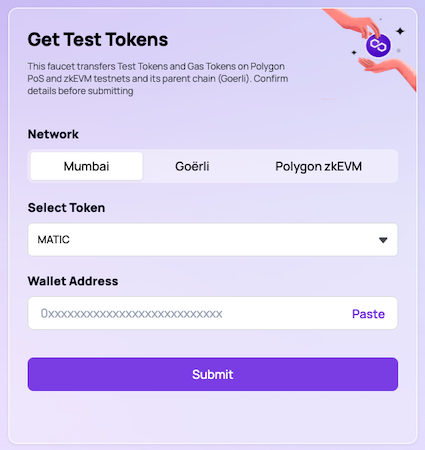 Get Test Tokens
This faucet transfers Test Tokens and Gas Tokens on Polygon
PoS and zkEVM testnets and its parent chain (Goerli). Confirm
details before submitting
Network
Mumbai Goërli Polygon zkEVM
Select Token
MATIC
Wallet Address
0xxxxxxxxxxxxxxxxxxxxxxxxxxxx Paste
Submit